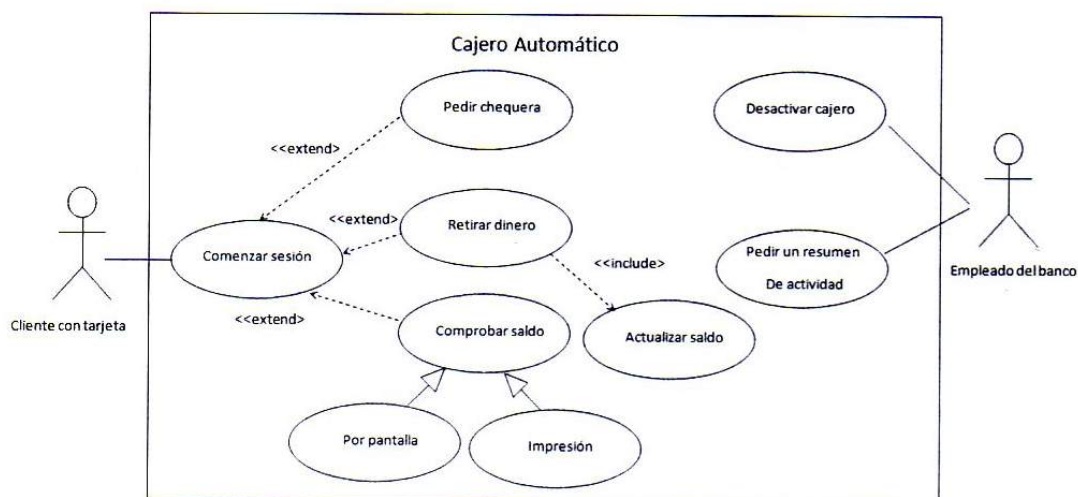 Cajero Automático
Pedir chequera
Desactivar cajero
<<extend>
<<extend>
Retirar dinero
Comenzar sesión
<<include>
Pedir un resumen
De actividad
Empleado del banco
Cliente con tarjeta
<<extend>
Comprobar saldo
Actualizar saldo
Por pantalla
Impresión